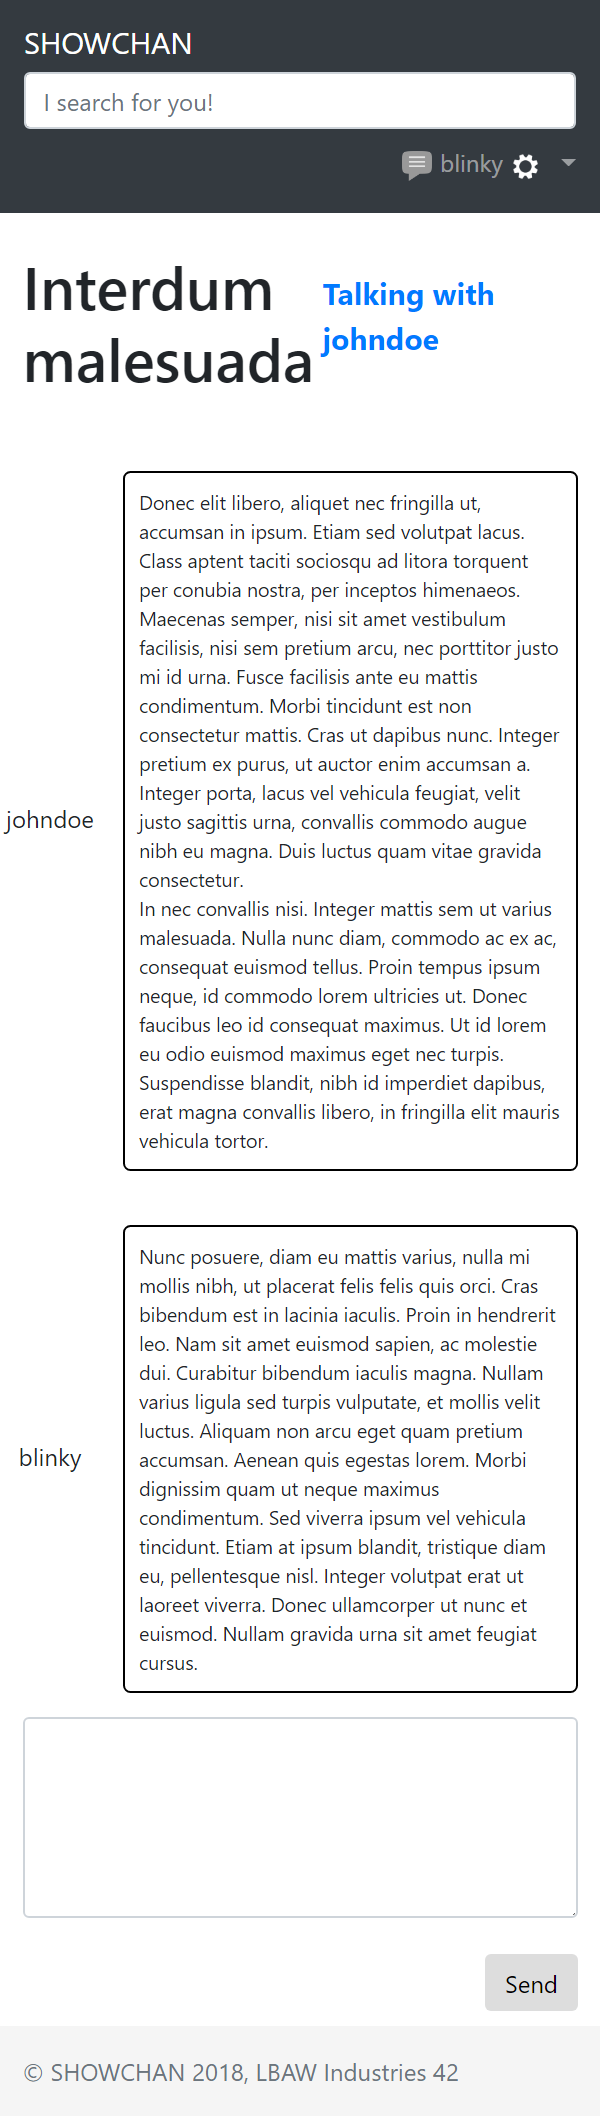 SHOWCHAN
I search for you!
blinky
Interdum
malesuada
Talking with
johndoe
johndoe
Donec elit libero, aliquet nec fringilla ut,
accumsan in ipsum. Etiam sed volutpat lacus.
Class aptent taciti sociosqu ad litora torquent
per conubia nostra, per inceptos himenaeos.
Maecenas semper, nisi sit amet vestibulum
facilisis, nisi sem pretium arcu, nec porttitor justo
mi id urna. Fusce facilisis ante eu mattis
condimentum. Morbi tincidunt est non
consectetur mattis. Cras ut dapibus nunc. Integer
pretium ex purus, ut auctor enim accumsan a.
Integer porta, lacus vel vehicula feugiat, velit
justo sagittis urna, convallis commodo augue
nibh eu magna. Duis luctus quam vitae gravida
consectetur.
In nec convallis nisi. Integer mattis sem ut varius
malesuada. Nulla nunc diam, commodo ac ex ac,
consequat euismod tellus. Proin tempus ipsum
neque, id commodo lorem ultricies ut. Donec
faucibus leo id consequat maximus. Ut id lorem
eu odio euismod maximus eget nec turpis.
Suspendisse blandit, nibh id imperdiet dapibus,
erat magna convallis libero, in fringilla elit mauris
vehicula tortor.
blinky
Nunc posuere, diam eu mattis varius, nulla mi
mollis nibh, ut placerat felis felis quis orci. Cras
bibendum est in lacinia iaculis. Proin in hendrerit
leo. Nam sit amet euismod sapien, ac molestie
dui. Curabitur bibendum iaculis magna. Nullam
varius ligula sed turpis vulputate, et mollis velit
luctus. Aliquam non arcu eget quam pretium
accumsan. Aenean quis egestas lorem. Morbi
dignissim quam ut neque maximus
condimentum. Sed viverra ipsum vel vehicula
tincidunt. Etiam at ipsum blandit, tristique diam
eu, pellentesque nisl. Integer volutpat erat ut
laoreet viverra. Donec ullamcorper ut nunc et
euismod. Nullam gravida urna sit amet feugiat
cursus.
Send
© SHOWCHAN 2018, LBAW Industries 42